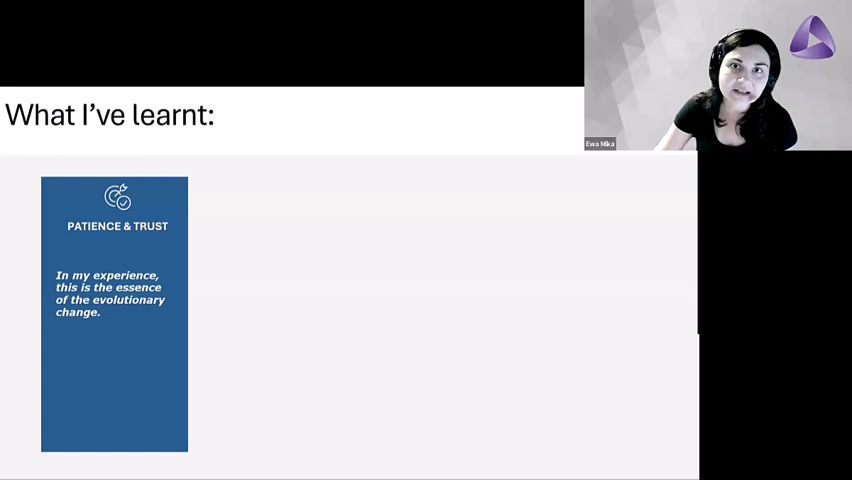 What I've learnt:
Ewa Mika
PATIENCE & TRUST
In my experience,
this is the essence
of the evolutionary
change.